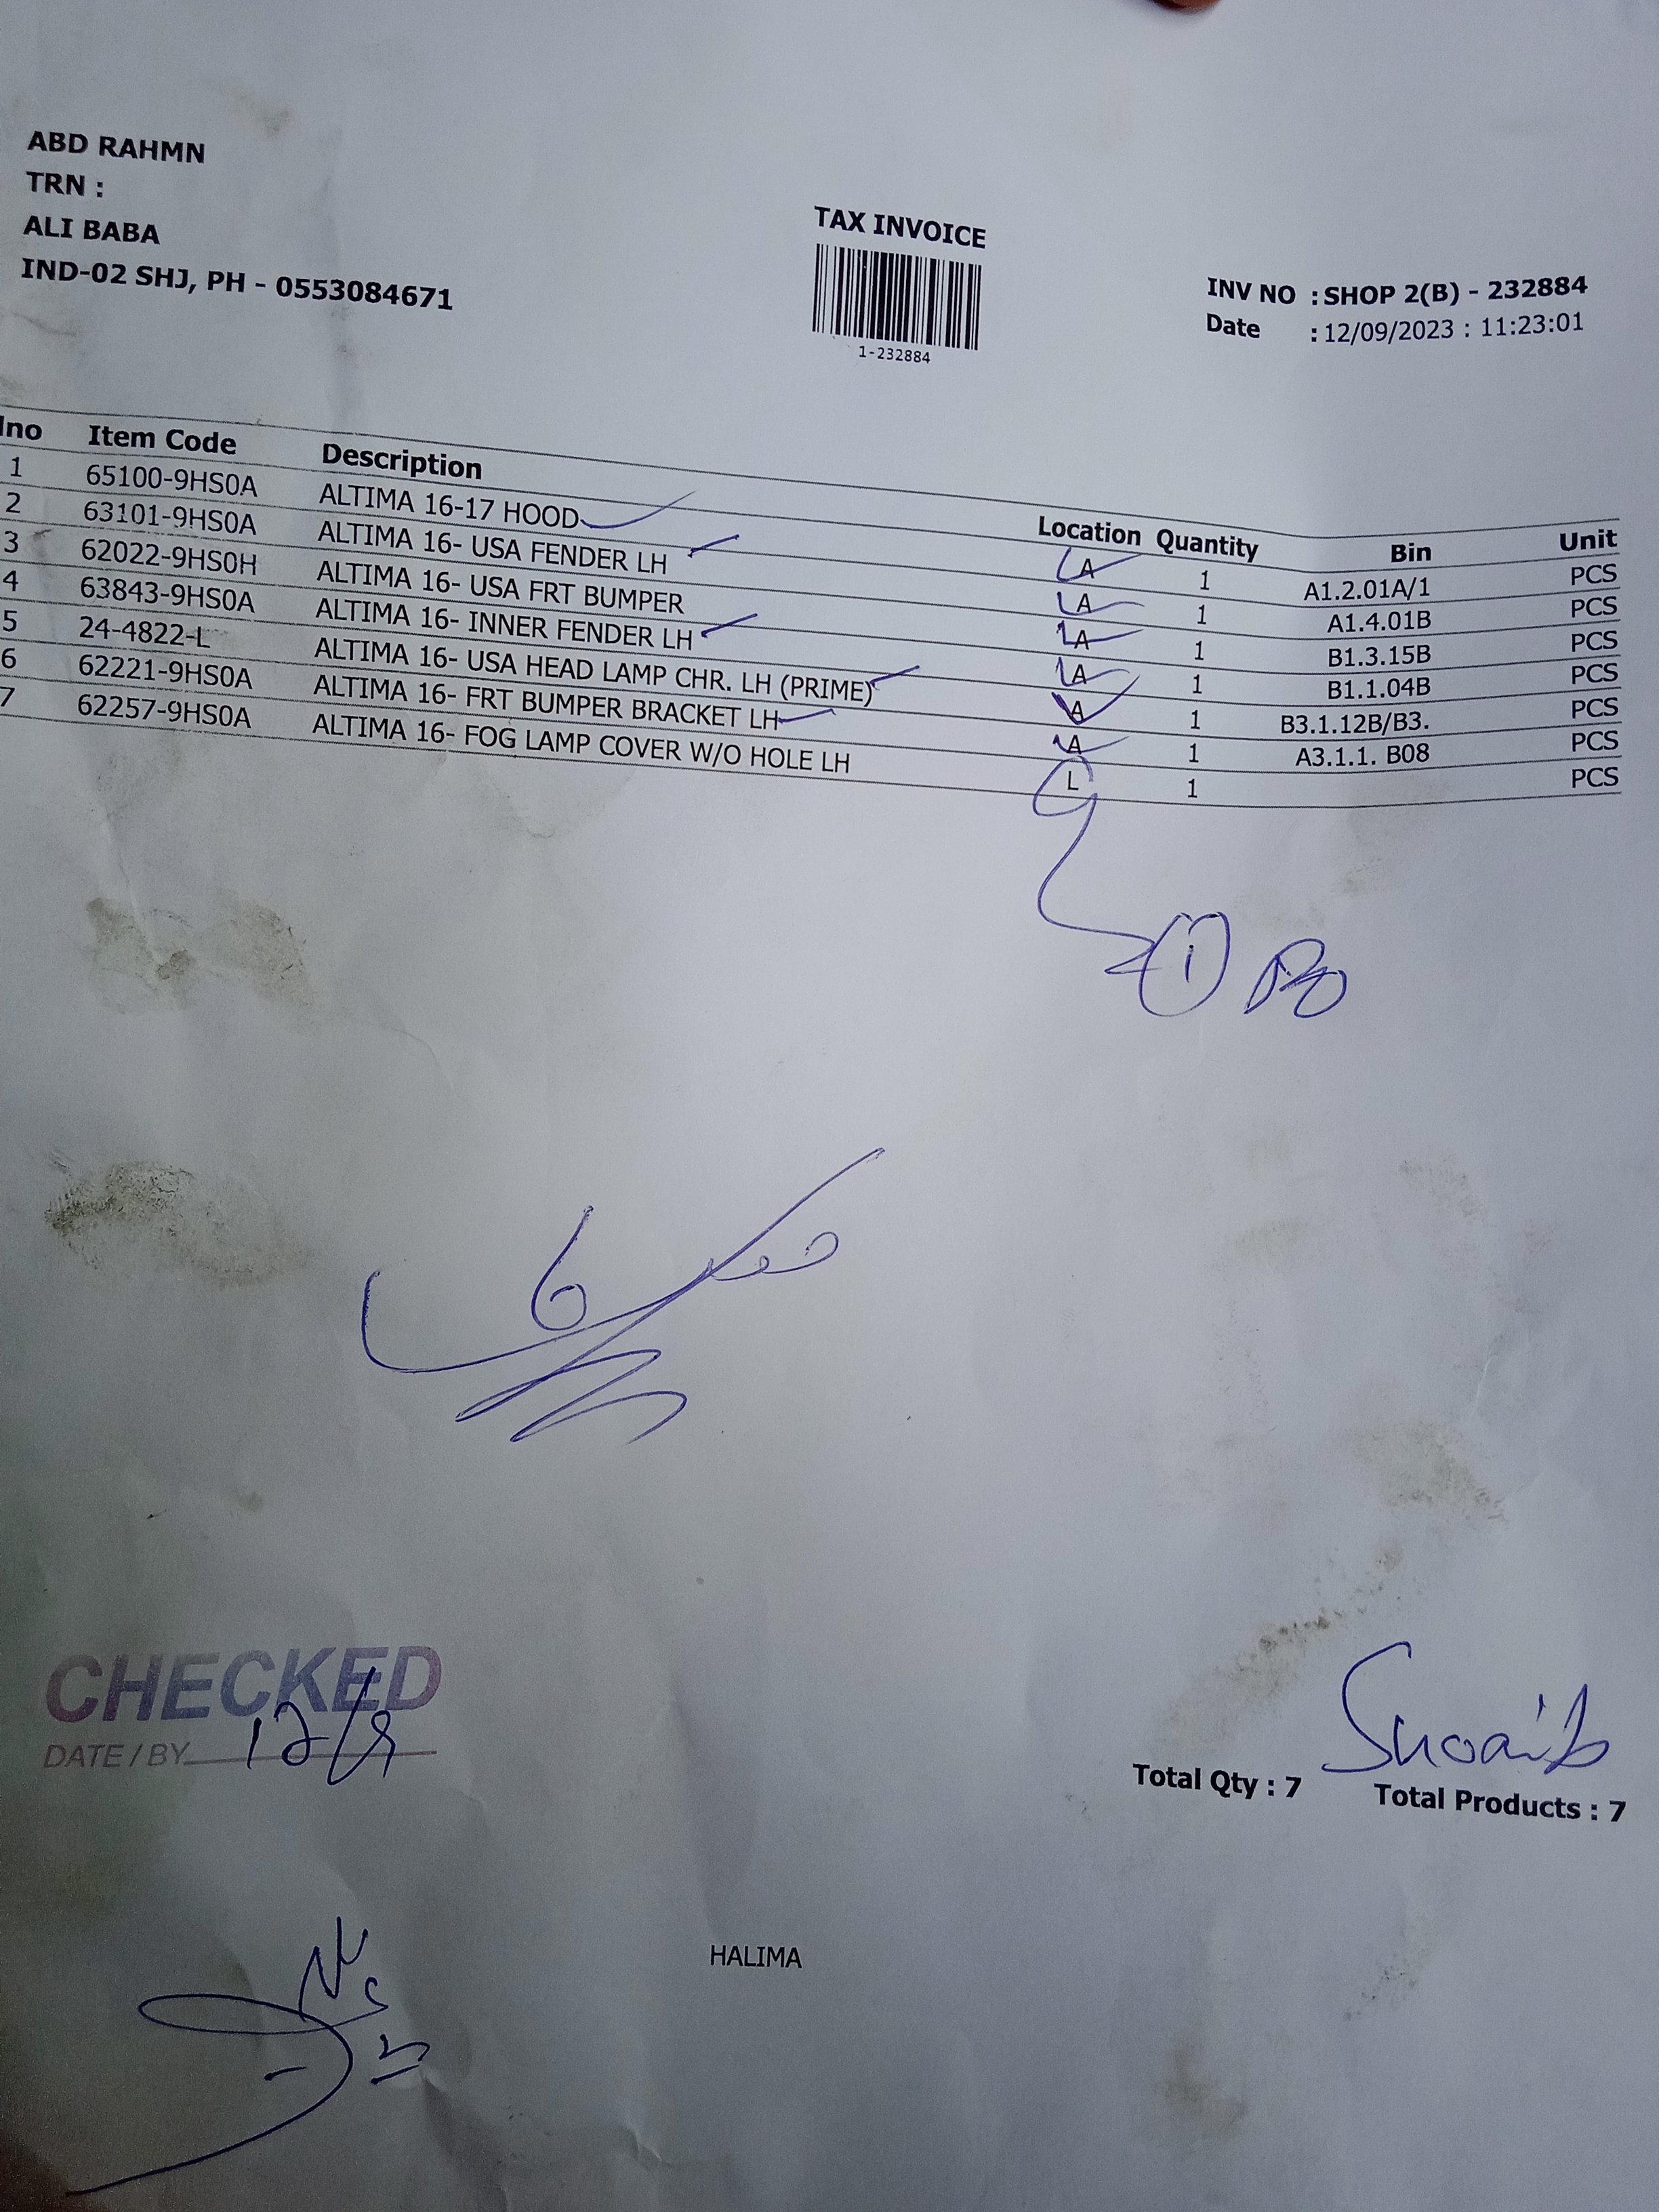 ABD RAHMN
TRN :
ALI BABA
IND-02 SHJ, PH - 0553084671
TAX INVOICE
1-232884
INV NO : SHOP 2(B) - 232884
Date : 12/09/2023 : 11:23:01
lno Item Code Description Location Quantity Bin Unit
1 65100-9HS0A ALTIMA 16-17 HOOD A 1 A1.2.01A/1 PCS
2 63101-9HS0A ALTIMA 16- USA FENDER LH A 1 A1.4.01B PCS
3 62022-9HS0H ALTIMA 16- USA FRT BUMPER A 1 B1.3.15B PCS
4 63843-9HS0A ALTIMA 16- INNER FENDER LH A 1 B1.1.04B PCS
5 24-4822-L ALTIMA 16- USA HEAD LAMP CHR. LH (PRIME) A 1 B3.1.12B/B3. PCS
6 62221-9HS0A ALTIMA 16- FRT BUMPER BRACKET LH A 1 A3.1.1. B08 PCS
7 62257-9HS0A ALTIMA 16- FOG LAMP COVER W/O HOLE LH L 1 PCS
1
CHECKED
DATE / BY 12/9
Shoaib
Total Qty : 7 Total Products : 7
HALIMA